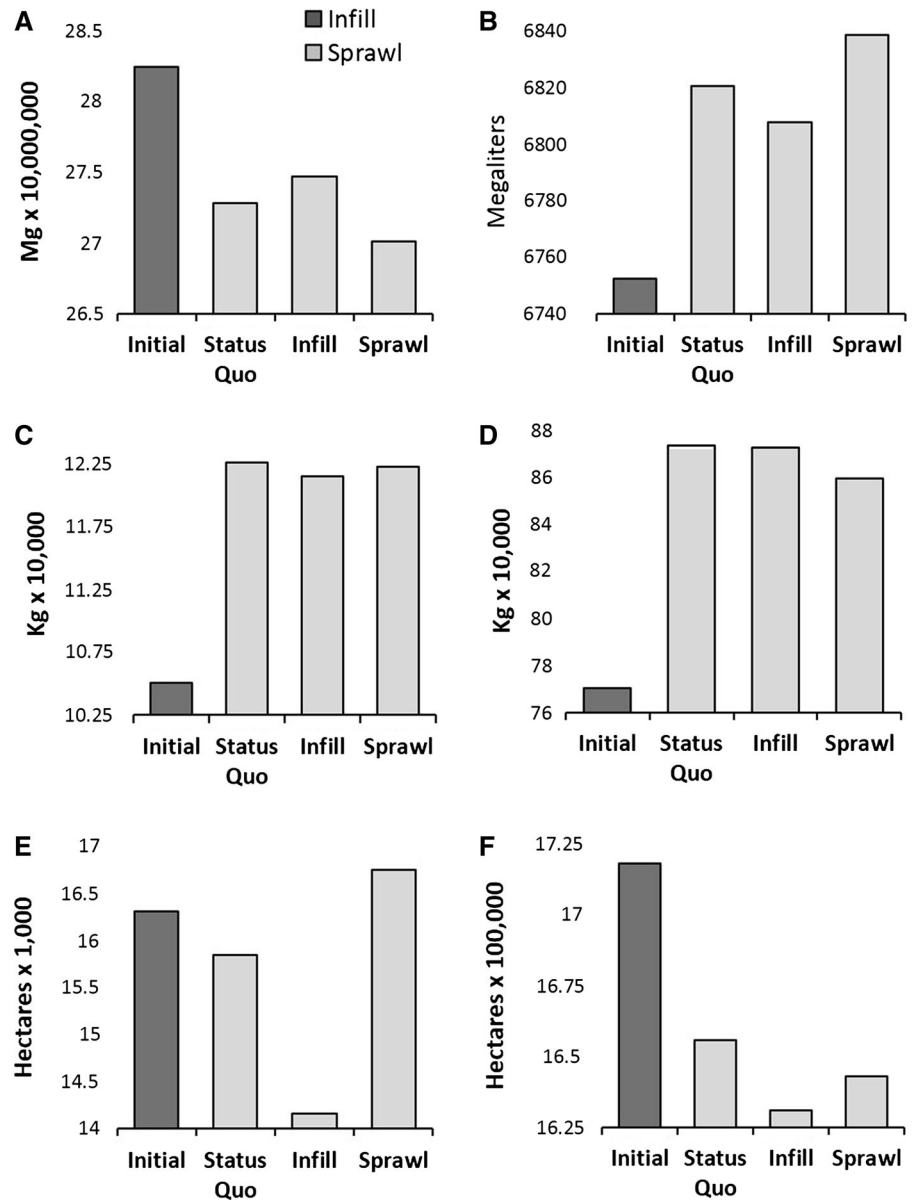 A
Infill
Sprawl
Mg x 10,000,000
28.5
28
27.5
27
26.5
Initial Status Quo Infill Sprawl
B
Megaliters
6840
6820
6800
6780
6760
6740
Initial Status Quo Infill Sprawl
C
Kg x 10,000
12.25
11.75
11.25
10.75
10.25
Initial Status Quo Infill Sprawl
D
Kg x 10,000
88
86
84
82
80
78
76
Initial Status Quo Infill Sprawl
E
Hectares x 1,000
17
16.5
16
15.5
15
14.5
14
Initial Status Quo Infill Sprawl
F
Hectares x 100,000
17.25
17
16.75
16.5
16.25
Initial Status Quo Infill Sprawl